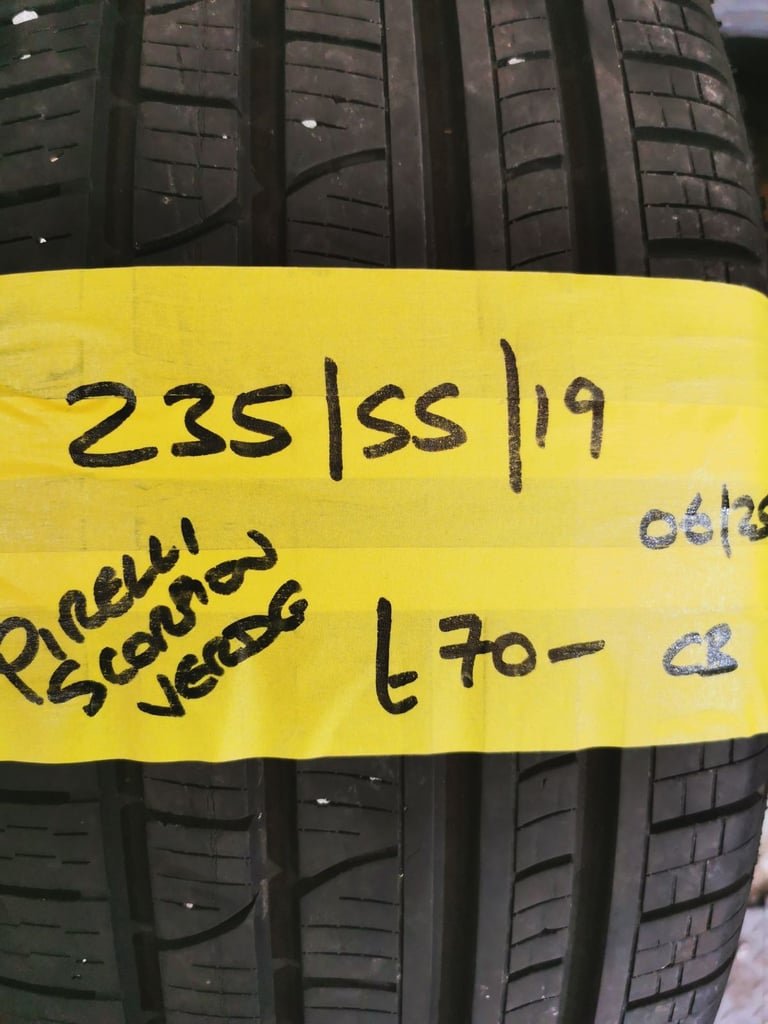 235/55/19
06/25
PIRELLI
SCORPION
VERDE
£70-
CB